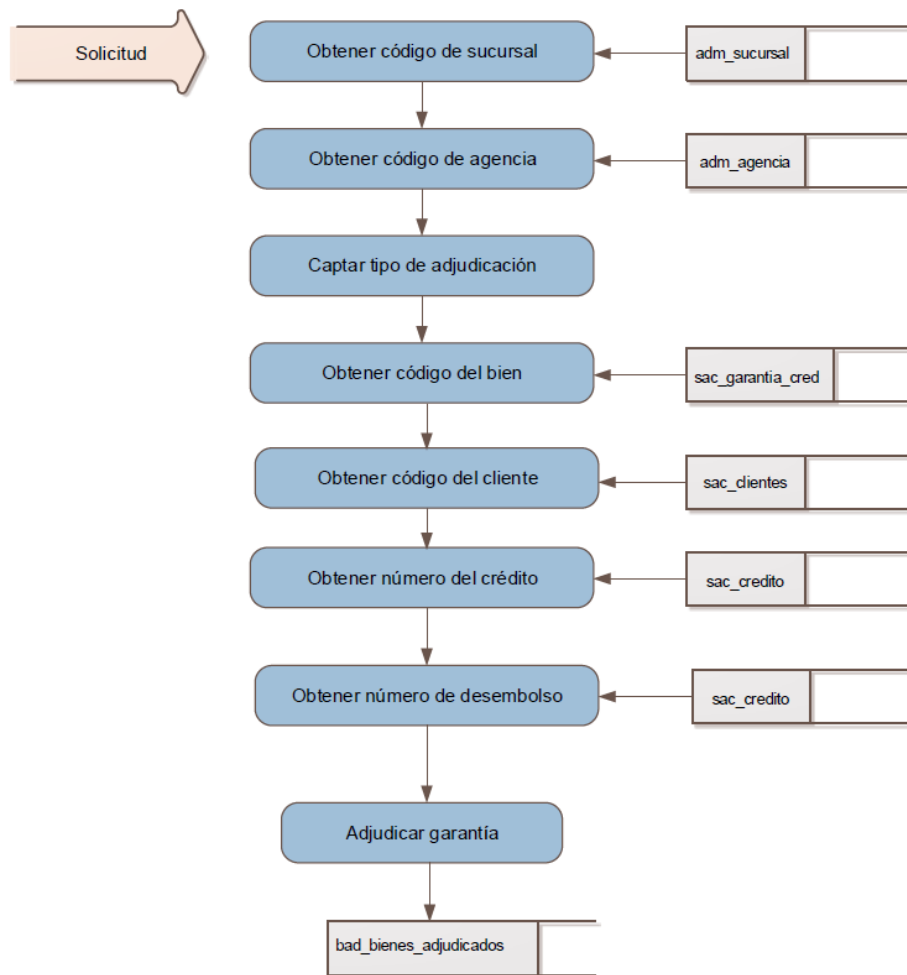 Solicitud
Obtener código de sucursal
adm_sucursal
Obtener código de agencia
adm_agencia
Captar tipo de adjudicación
Obtener código del bien
sac_garantia_cred
Obtener código del cliente
sac_clientes
Obtener número del crédito
sac_credito
Obtener número de desembolso
sac_credito
Adjudicar garantía
bad_bienes_adjudicados